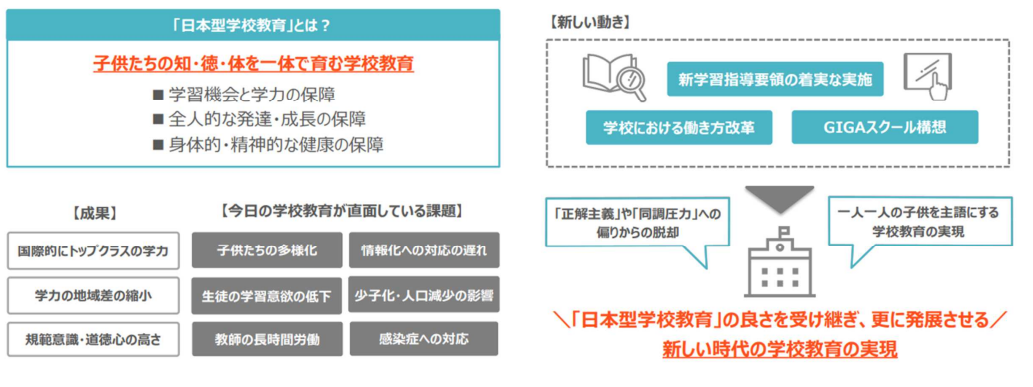 「日本型学校教育」とは？
子供たちの知・徳・体を一体で育む学校教育
■ 学習機会と学力の保障
■ 全人的な発達・成長の保障
■ 身体的・精神的な健康の保障
【成果】
国際的にトップクラスの学力
学力の地域差の縮小
規範意識・道徳心の高さ
【今日の学校教育が直面している課題】
子供たちの多様化
情報化への対応の遅れ
生徒の学習意欲の低下
少子化・人口減少の影響
教師の長時間労働
感染症への対応
【新しい動き】
新学習指導要領の着実な実施
学校における働き方改革
GIGAスクール構想
「正解主義」や「同調圧力」への
偏りからの脱却
一人一人の子供を主語にする
学校教育の実現
＼「日本型学校教育」の良さを受け継ぎ、更に発展させる／
新しい時代の学校教育の実現